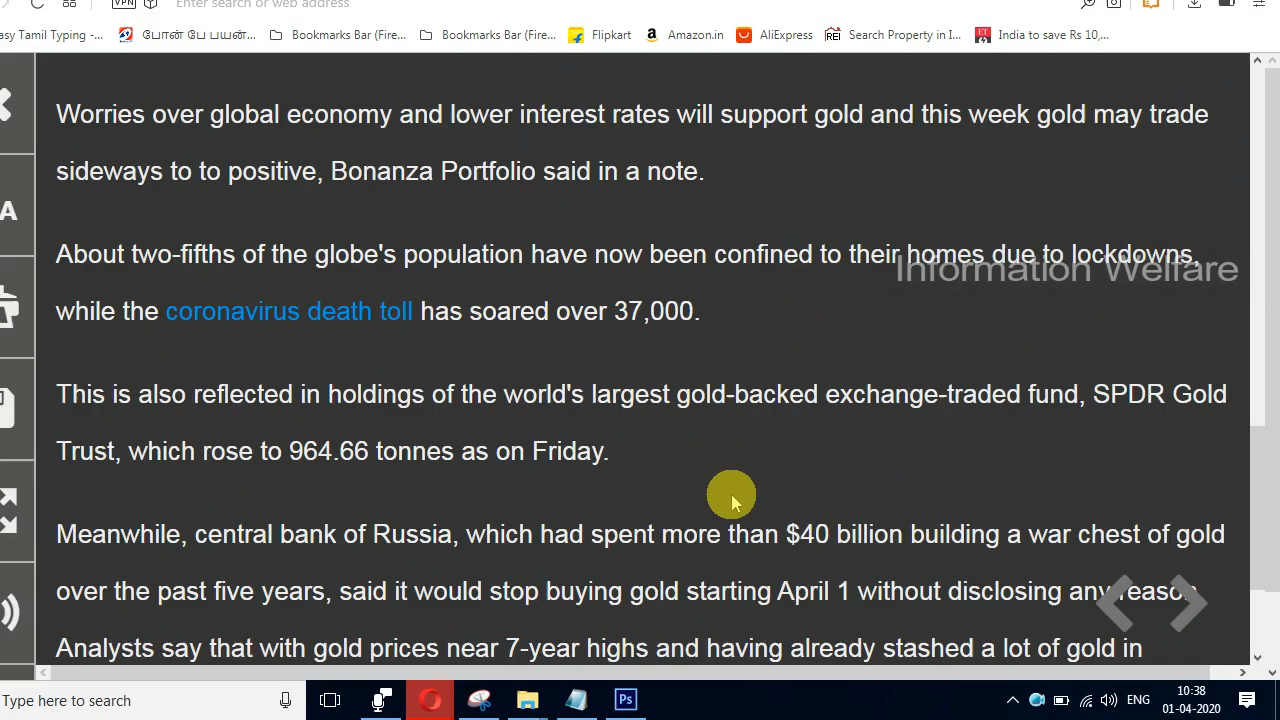 VPN
Enter search or web address
asy Tamil Typing -...
போன் பே பயன்...
Bookmarks Bar (Fire...
Bookmarks Bar (Fire...
Flipkart
Amazon.in
AliExpress
Search Property in I...
India to save Rs 10,...
Worries over global economy and lower interest rates will support gold and this week gold may trade
sideways to to positive, Bonanza Portfolio said in a note.
About two-fifths of the globe's population have now been confined to their homes due to lockdowns,
Information Welfare
while the coronavirus death toll has soared over 37,000.
This is also reflected in holdings of the world's largest gold-backed exchange-traded fund, SPDR Gold
Trust, which rose to 964.66 tonnes as on Friday.
Meanwhile, central bank of Russia, which had spent more than $40 billion building a war chest of gold
over the past five years, said it would stop buying gold starting April 1 without disclosing any reason.
Analysts say that with gold prices near 7-year highs and having already stashed a lot of gold in
A
Type here to search
Ps
ENG
10:38
01-04-2020